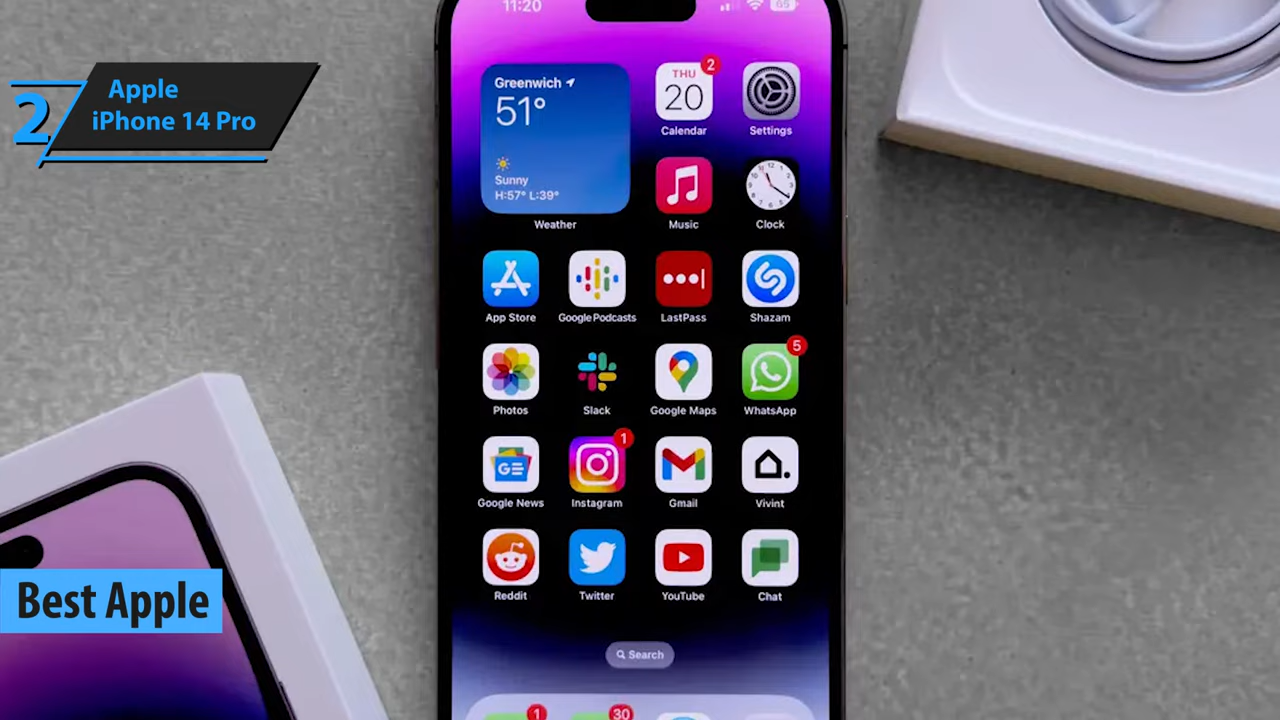 11:20
65
2
Apple
iPhone 14 Pro
Greenwich
51°
Sunny
H:57° L:39°
Weather
THU
20
2
Calendar
Settings
Music
Clock
App Store
Google Podcasts
LastPass
Shazam
Photos
Slack
Google Maps
5
WhatsApp
GE
Google News
1
Instagram
Gmail
Vivint
Reddit
Twitter
YouTube
Chat
Best Apple
Search
1
30